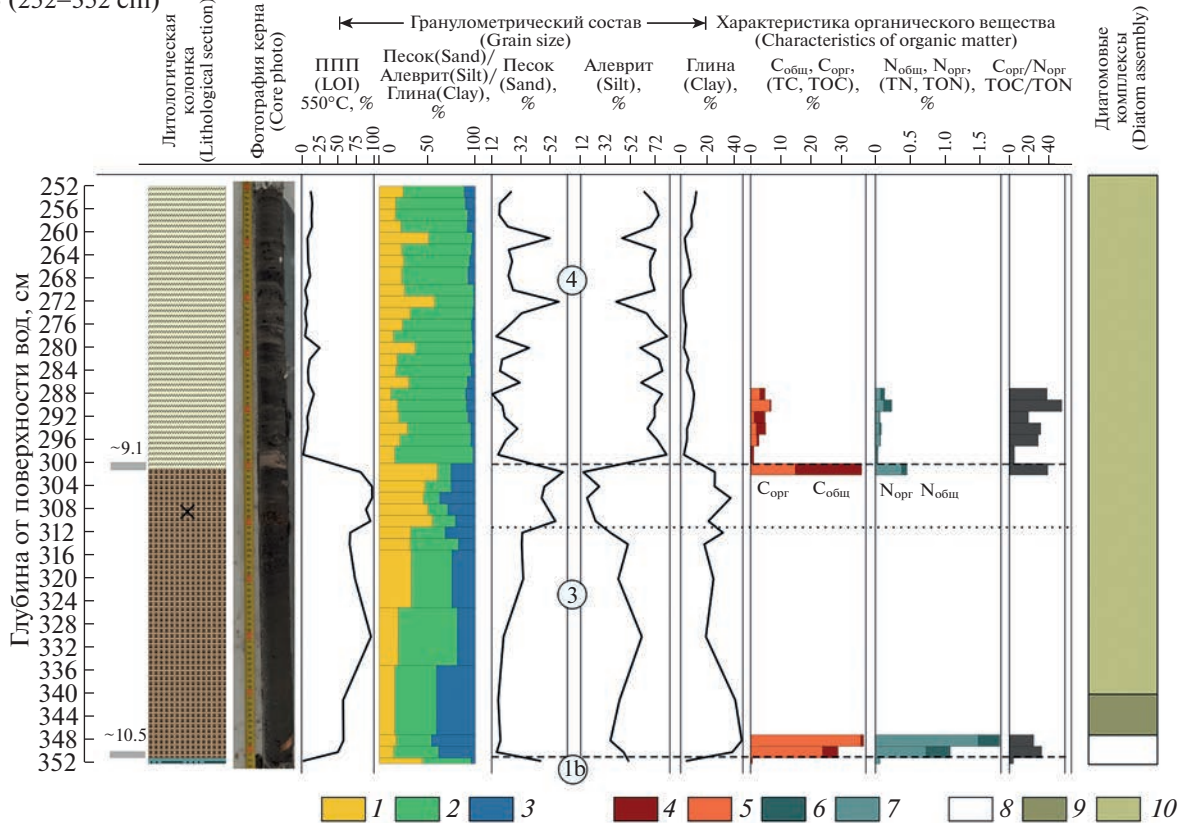 (252–352 cm)
Литологическая
колонка
(Lithological section)
Фотография керна
(Core photo)
Гранулометрический состав
(Grain size)
Характеристика органического вещества
(Characteristics of organic matter)
ППП
(LOI)
550°C, %
Песок(Sand)/
Алеврит(Silt)/
Глина(Clay),
%
Песок
(Sand),
%
Алеврит
(Silt),
%
Глина
(Clay),
%
Cобщ, Cорг,
(TC, TOC),
%
Nобщ, Nорг,
(TN, TON),
%
Cорг/Nорг
TOC/TON
Диатомовые
комплексы
(Diatom assembly)
0 25 50 75 100
0 50 100
12 32 52
12 32 52 72
0 20 40
0 10 20 30
0 0.5 1.0 1.5
0 20 40
Глубина от поверхности вод, см
252
256
260
264
268
272
276
280
284
288
292
296
300
304
308
312
316
320
324
328
332
336
340
344
348
352
~9.1
~10.5
4
3
1b
Cорг Cобщ
Nорг Nобщ
1 2 3 4 5 6 7 8 9 10